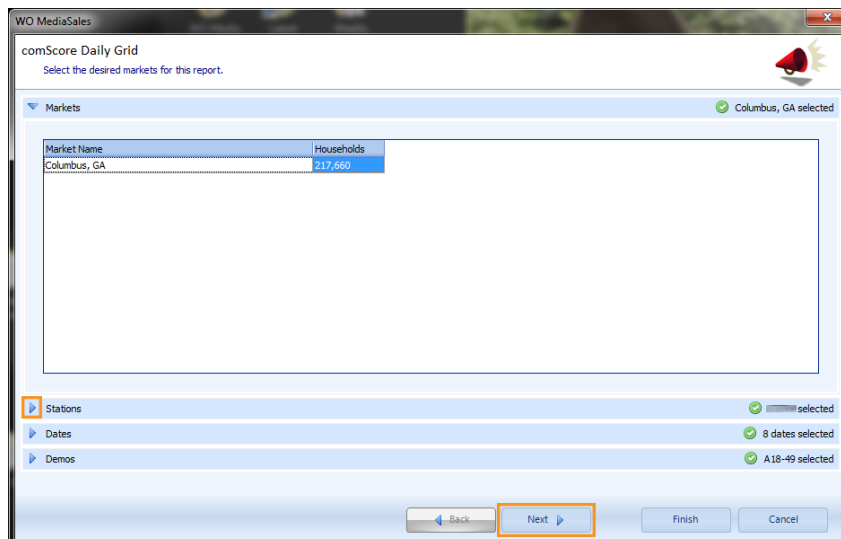 WO MediaSales
comScore Daily Grid
Select the desired markets for this report.
Markets Columbus, GA selected
Market Name Households
Columbus, GA 217,660
Stations selected
Dates 8 dates selected
Demos A18-49 selected
Back Next Finish Cancel